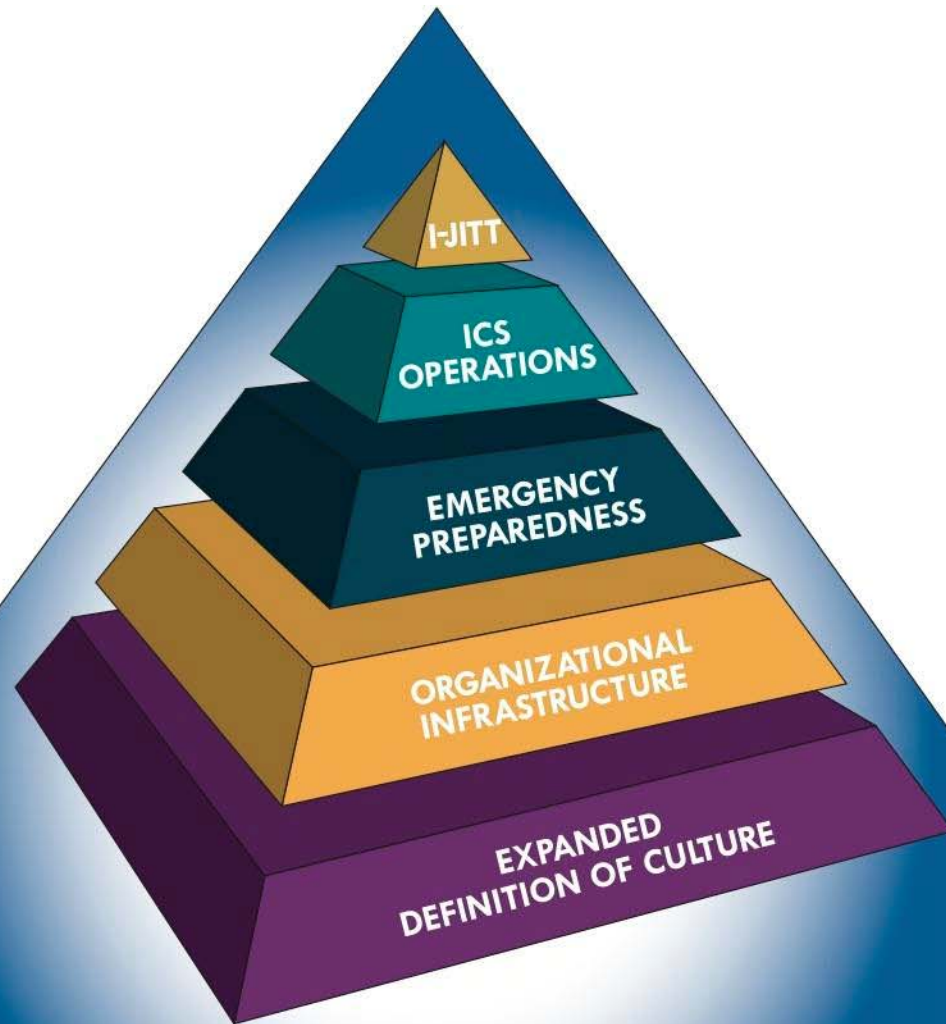 I-JITT
ICS
OPERATIONS
EMERGENCY
PREPAREDNESS
ORGANIZATIONAL
INFRASTRUCTURE
EXPANDED
DEFINITION OF CULTURE